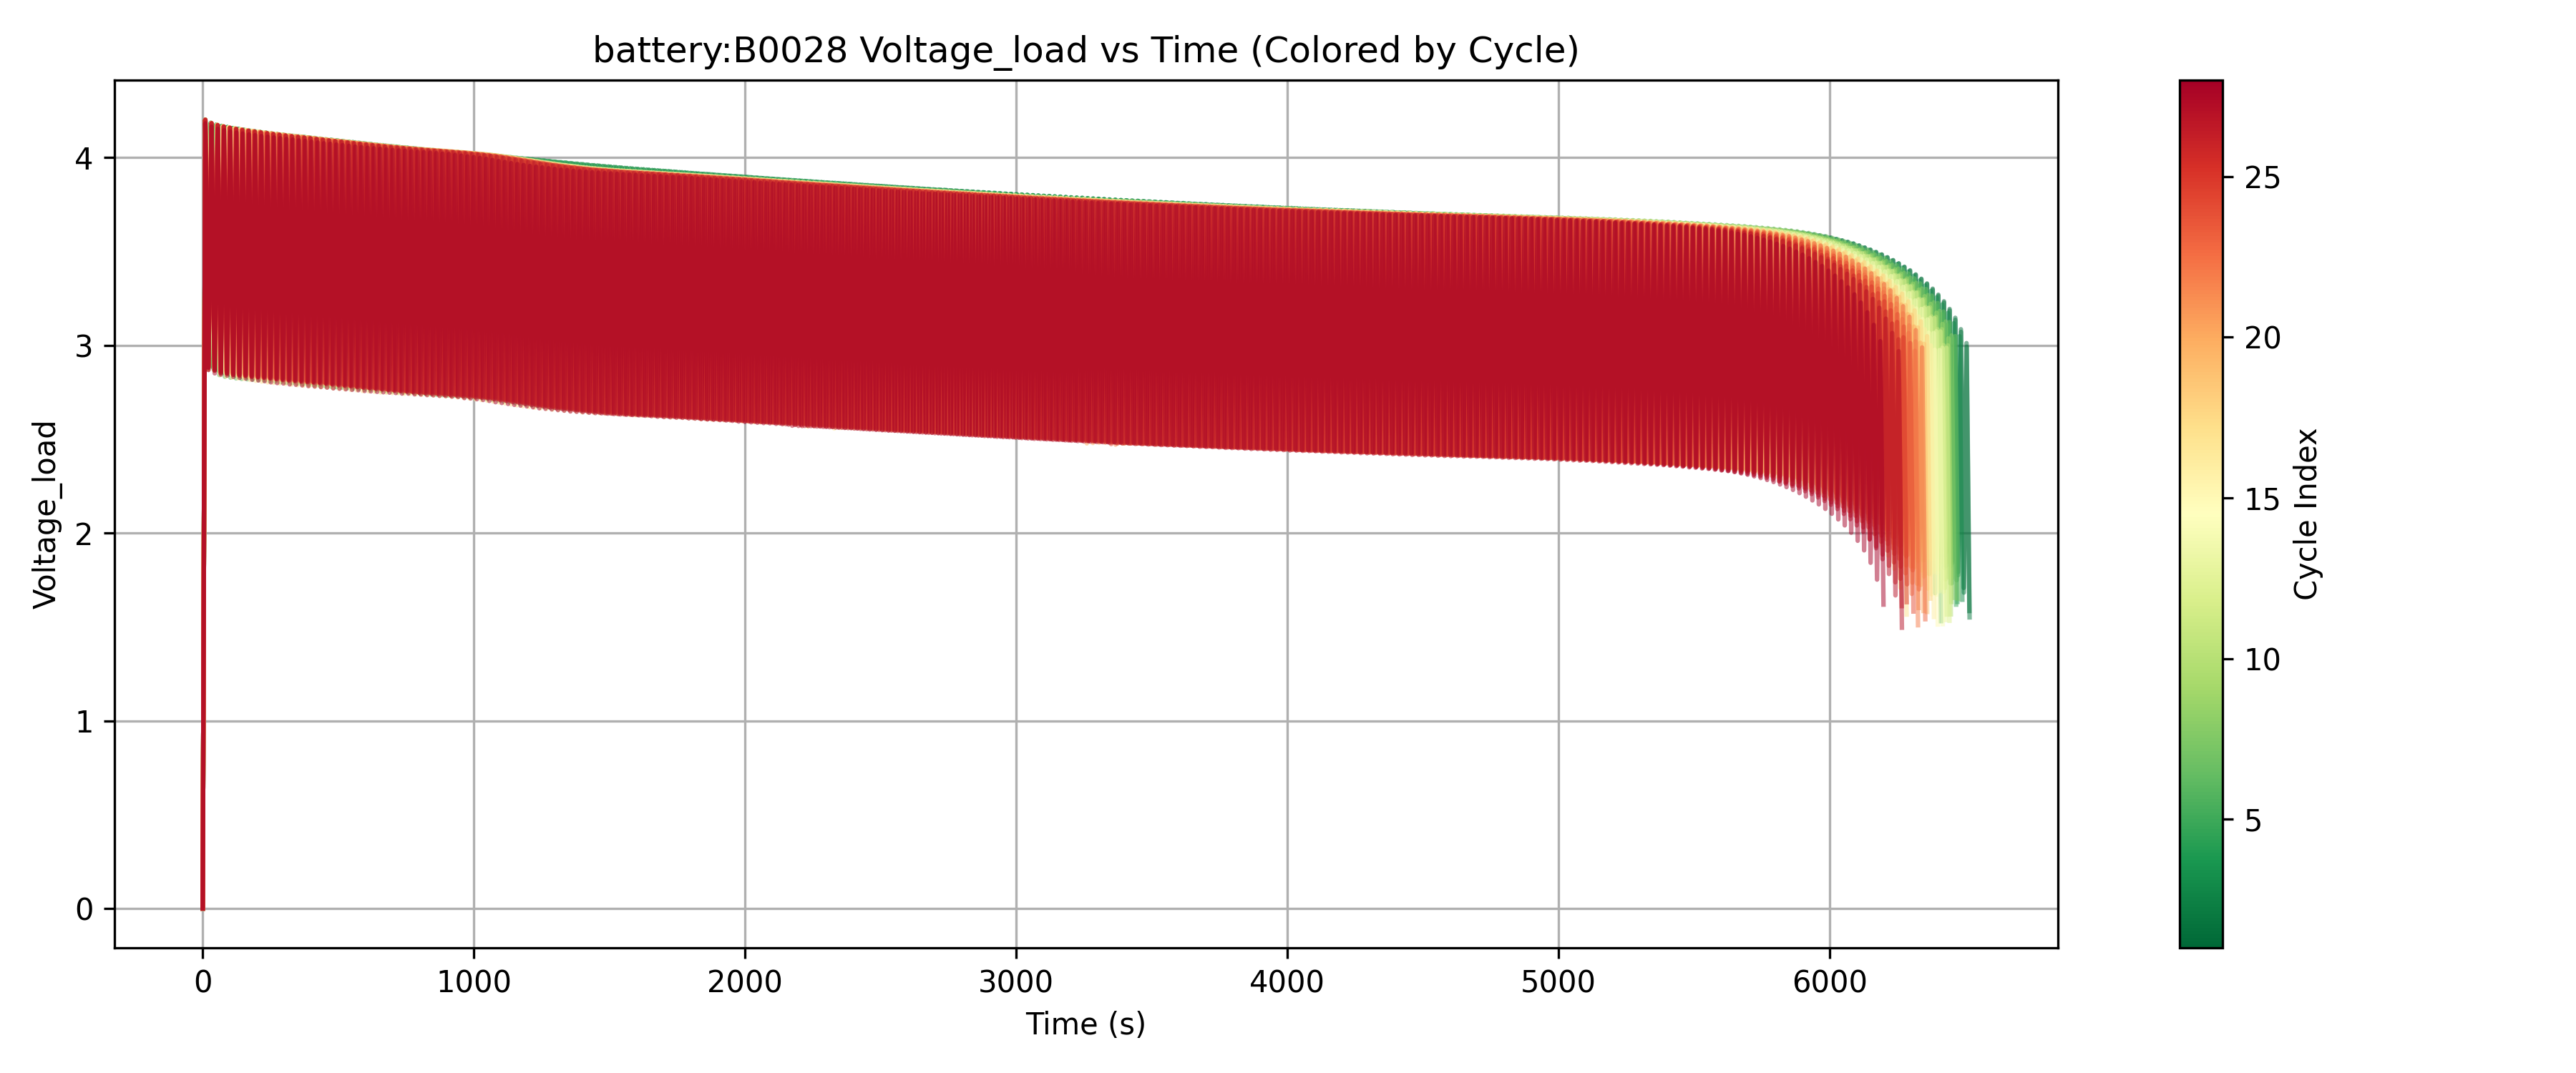 battery:B0028 Voltage_load vs Time (Colored by Cycle)
Voltage_load
4
3
2
1
0
0 1000 2000 3000 4000 5000 6000
Time (s)
25
20
15
10
5
Cycle Index